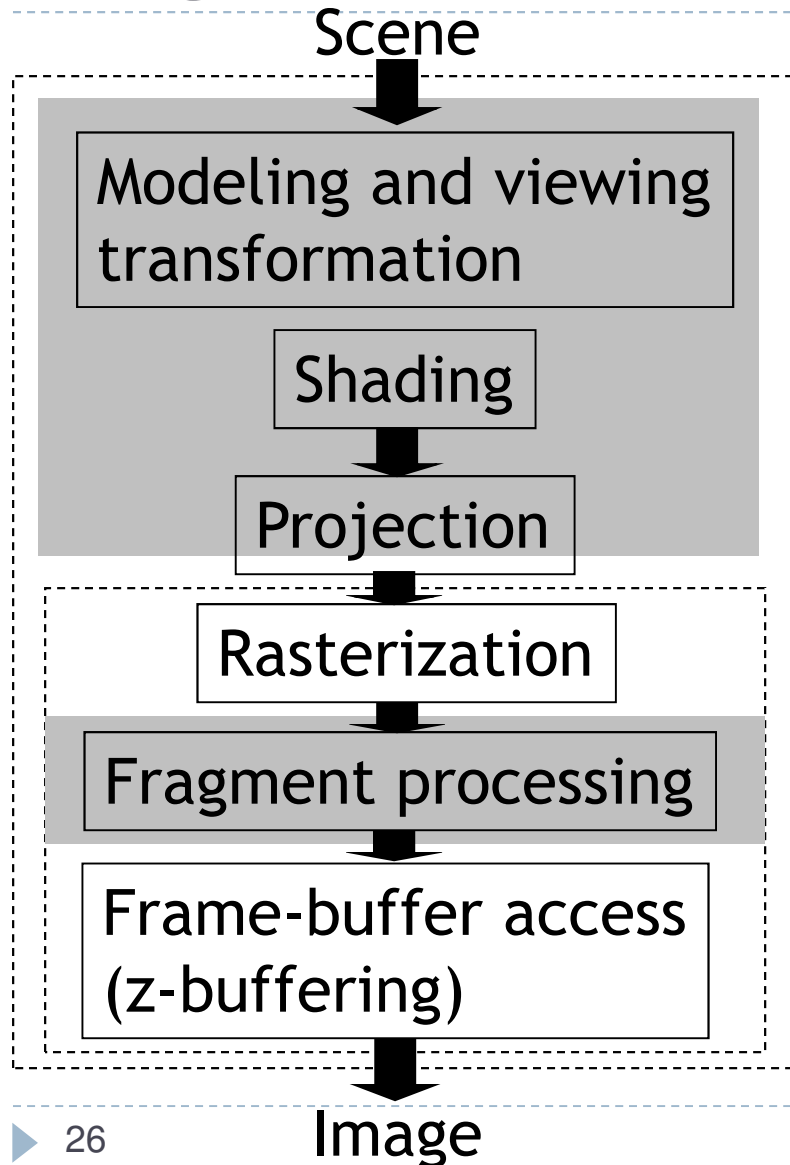 Scene
Modeling and viewing
transformation
Shading
Projection
Rasterization
Fragment processing
Frame-buffer access
(z-buffering)
Image
26